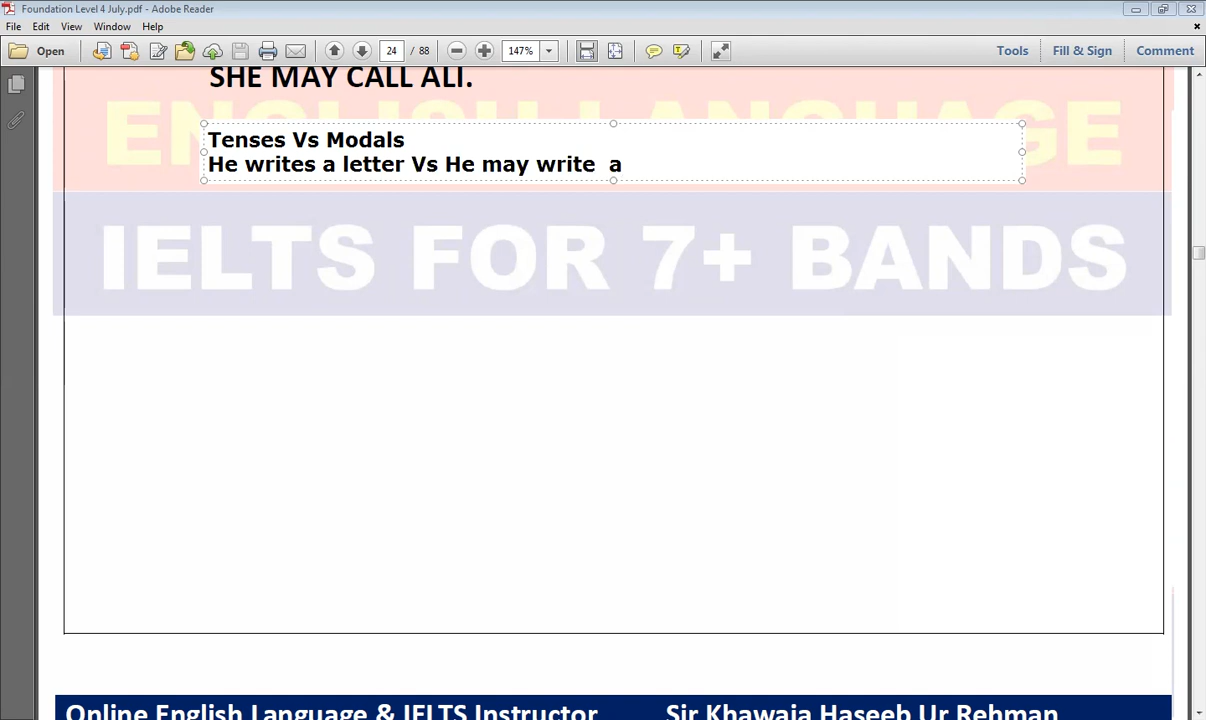 Foundation Level 4 July.pdf - Adobe Reader
File Edit View Window Help
Open 24 / 88 147% Tools Fill & Sign Comment
SHE MAY CALL ALI.
ENGLISH LANGUAGE
Tenses Vs Modals
He writes a letter Vs He may write  a
IELTS FOR 7+ BANDS
Online English Language & IELTS Instructor Sir Khawaja Haseeb Ur Rehman